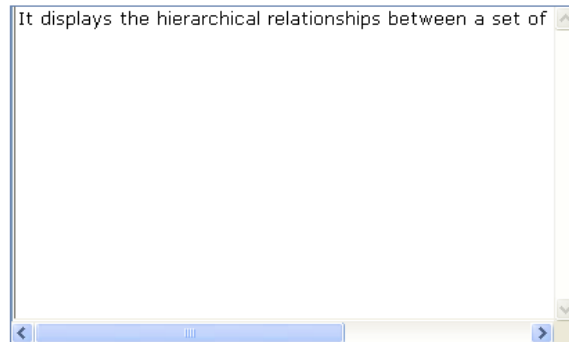 It displays the hierarchical relationships between a set of